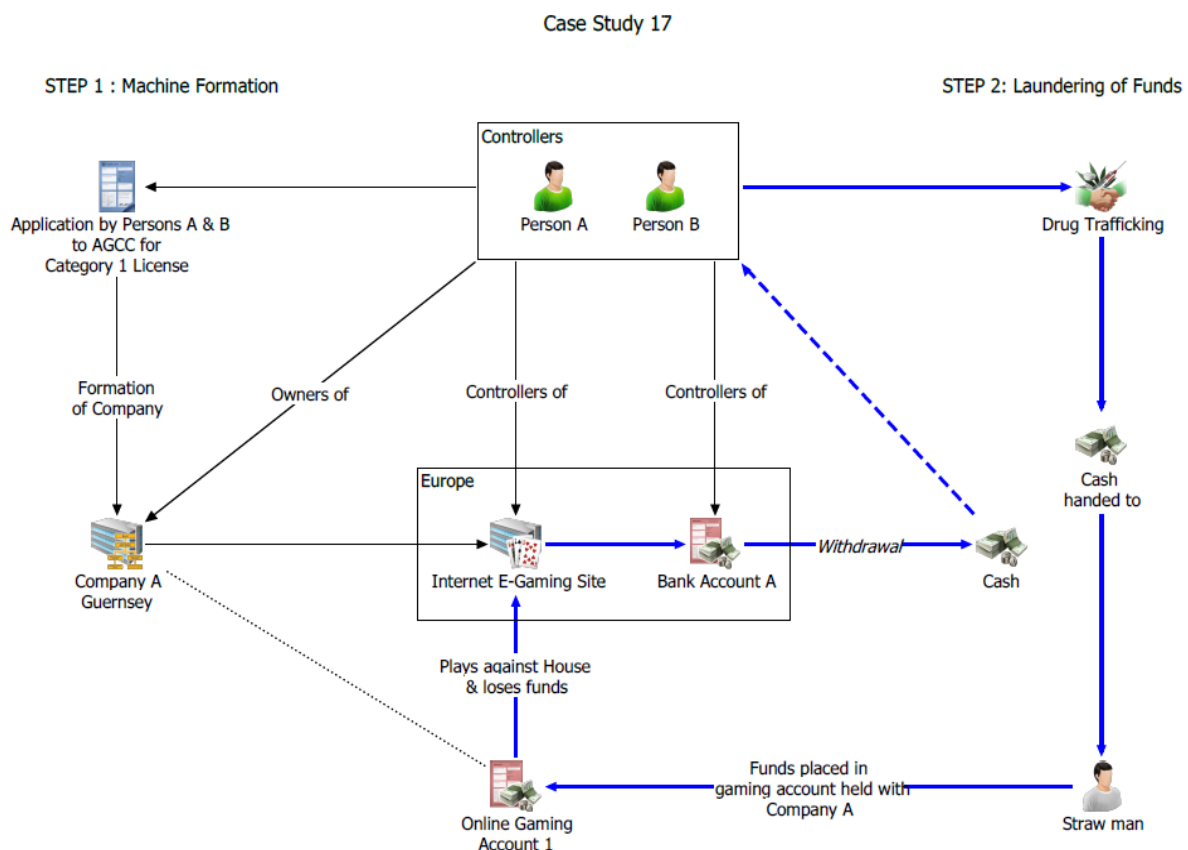 Case Study 17
STEP 1 : Machine Formation
STEP 2: Laundering of Funds
Controllers
Person A
Person B
Application by Persons A & B
to AGCC for
Category 1 License
Drug Trafficking
Formation
of Company
Owners of
Controllers of
Controllers of
Cash
handed to
Europe
Company A
Guernsey
Internet E-Gaming Site
Bank Account A
Withdrawal
Cash
Plays against House
& loses funds
Funds placed in
gaming account held with
Company A
Online Gaming
Account 1
Straw man